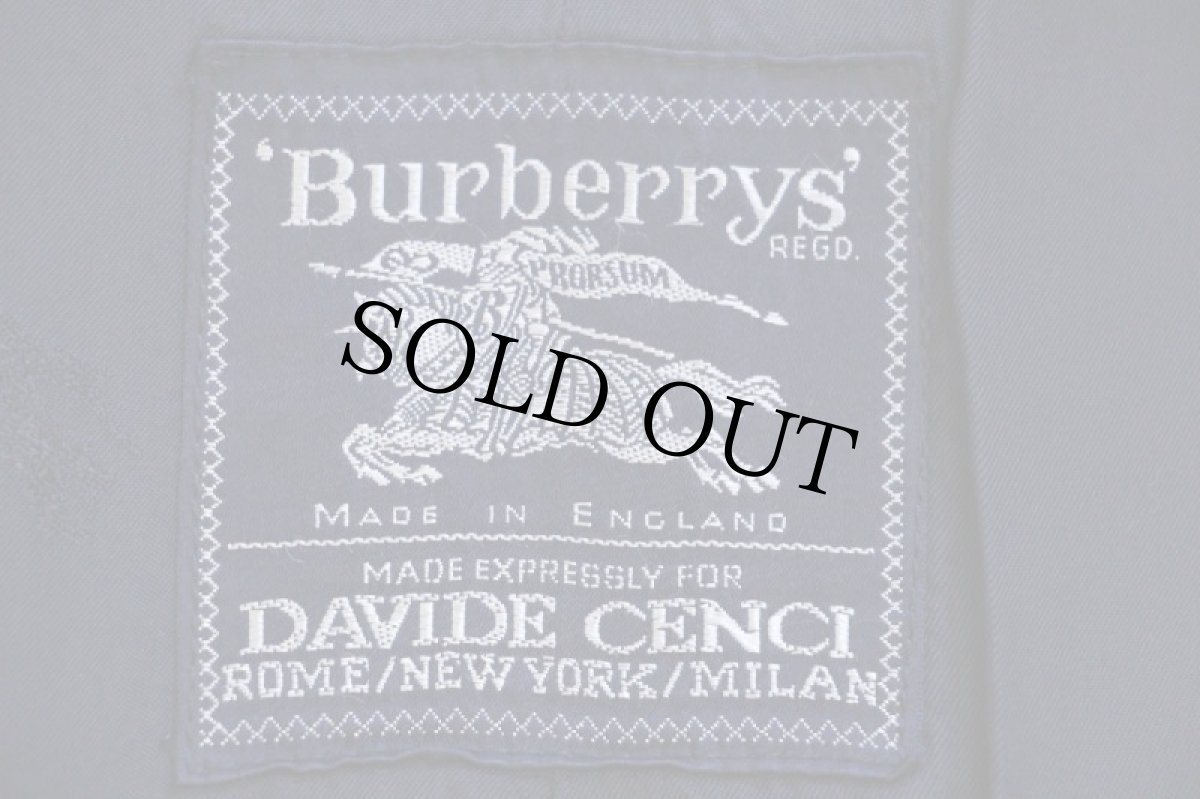 'Burberrys'
REGD.
PRORSUM
SOLD OUT
MADE IN ENGLAND
MADE EXPRESSLY FOR
DAVIDE CENCI
ROME/NEW YORK/MILAN